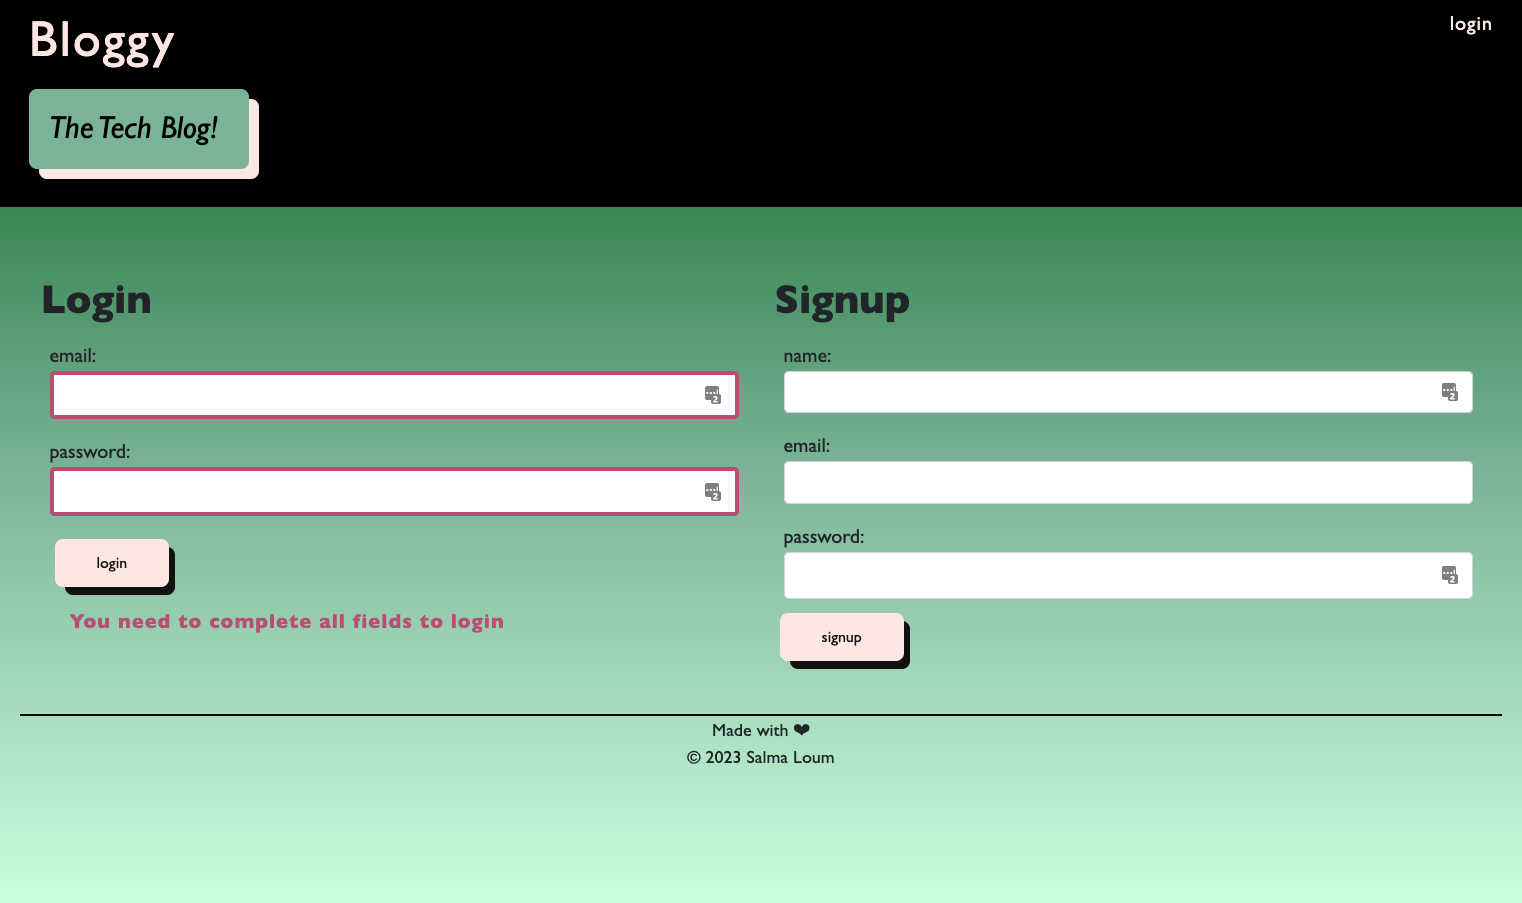 Bloggy
login
The Tech Blog!
Login
email:
password:
login
You need to complete all fields to login
Signup
name:
email:
password:
signup
Made with ❤
© 2023 Salma Loum